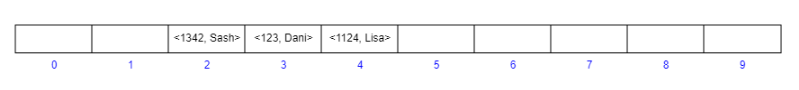 <1342, Sash> <123, Dani> <1124, Lisa>
0 1 2 3 4 5 6 7 8 9